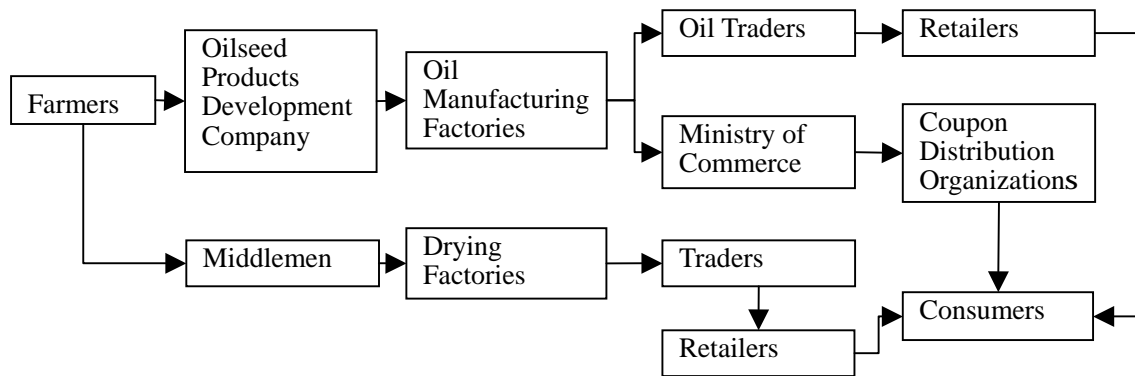 Farmers
Oilseed
Products
Development
Company
Oil
Manufacturing
Factories
Oil Traders
Retailers
Ministry of
Commerce
Coupon
Distribution
Organizations
Middlemen
Drying
Factories
Traders
Retailers
Consumers